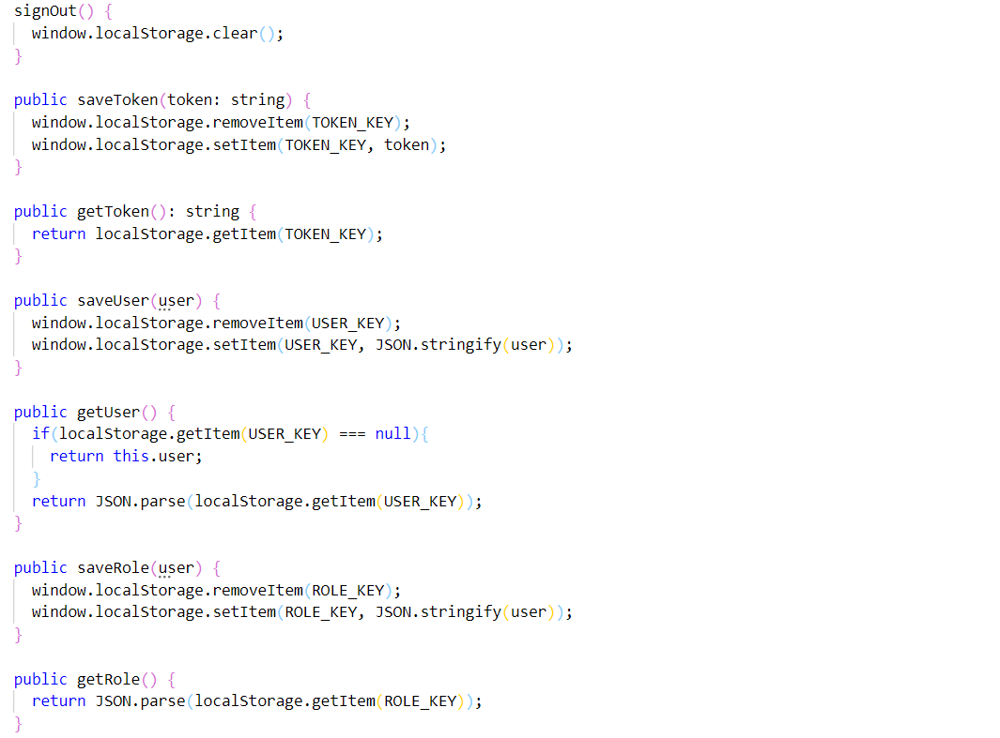 signOut() {
  window.localStorage.clear();
}

public saveToken(token: string) {
  window.localStorage.removeItem(TOKEN_KEY);
  window.localStorage.setItem(TOKEN_KEY, token);
}

public getToken(): string {
  return localStorage.getItem(TOKEN_KEY);
}

public saveUser(user) {
  window.localStorage.removeItem(USER_KEY);
  window.localStorage.setItem(USER_KEY, JSON.stringify(user));
}

public getUser() {
  if(localStorage.getItem(USER_KEY) === null){
    return this.user;
  }
  return JSON.parse(localStorage.getItem(USER_KEY));
}

public saveRole(user) {
  window.localStorage.removeItem(ROLE_KEY);
  window.localStorage.setItem(ROLE_KEY, JSON.stringify(user));
}

public getRole() {
  return JSON.parse(localStorage.getItem(ROLE_KEY));
}